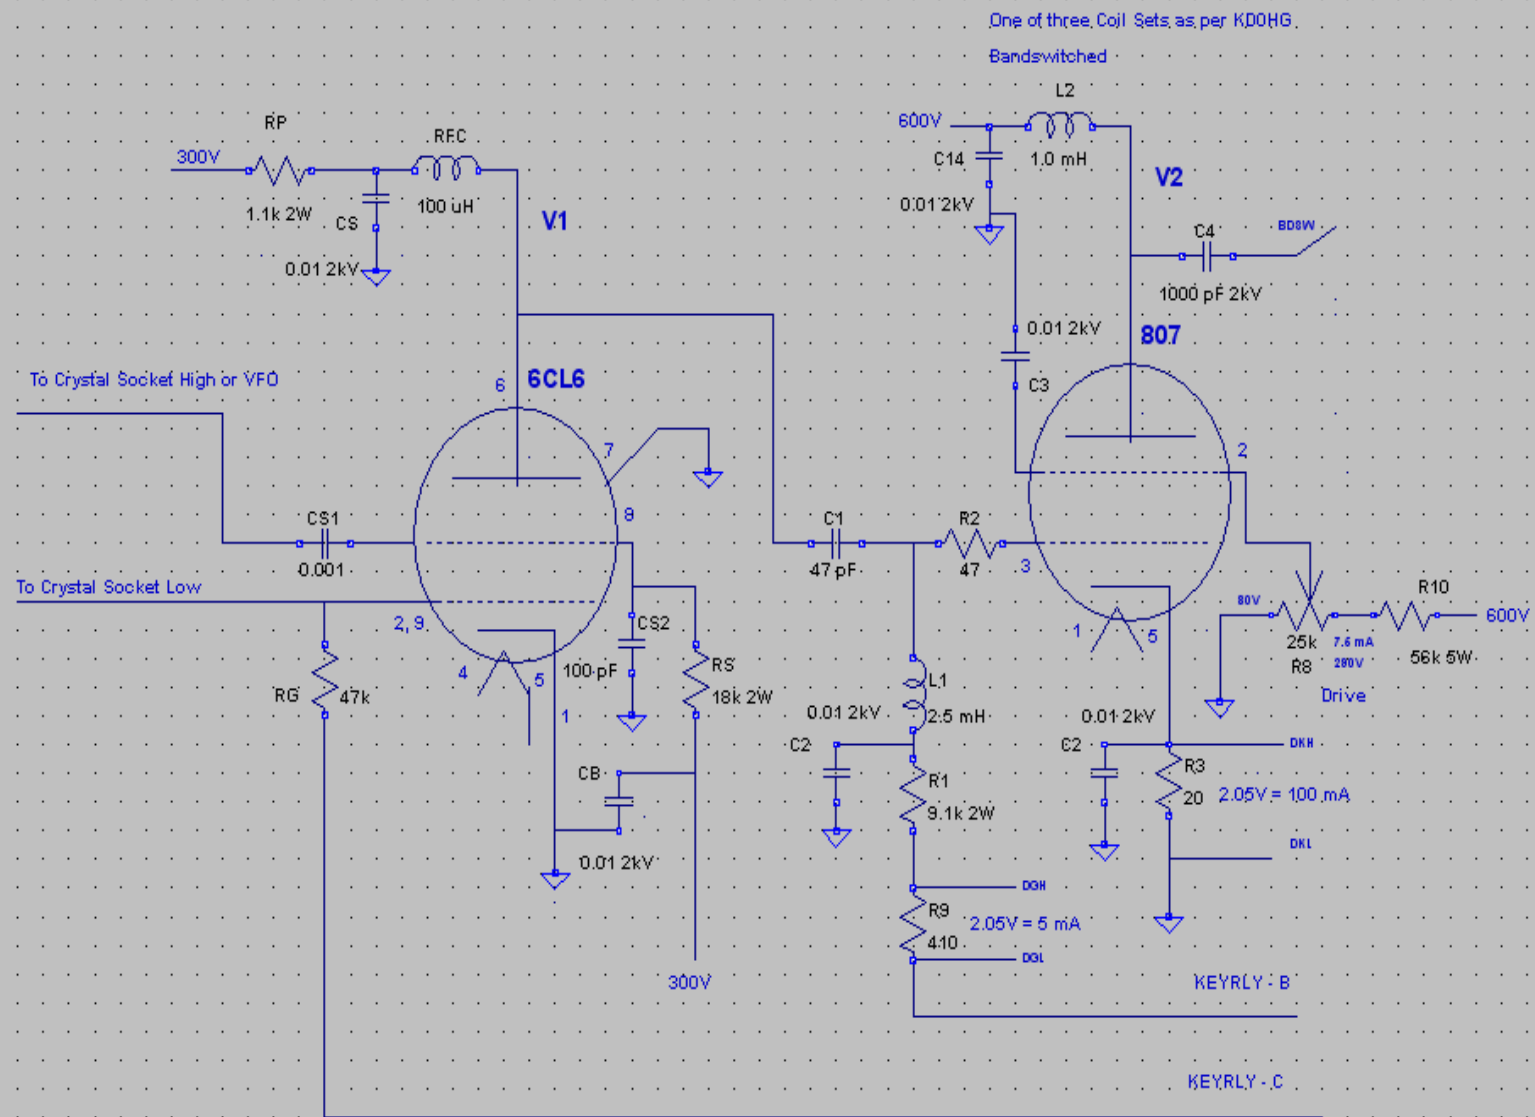 One of three Coil Sets as per KD0HG
Bandswitched
L2
600V
1.0 mH
C14
0.01 2kV
V2
RP
RFC
300V
1.1k 2W
100 uH
CS
0.01 2kV
V1
BDSW
C4
1000 pF 2kV
0.01 2kV
C3
807
To Crystal Socket High or VFO
6
6CL6
7
8
CS1
0.001
To Crystal Socket Low
2, 9
4
5
1
RG
47k
CS2
100 pF
RS
18k 2W
CB
0.01 2kV
300V
C1
47 pF
R2
47
3
2
1
5
80V
25k
R8
7.6 mA
280V
Drive
R10
56k 5W
600V
L1
2.5 mH
0.01 2kV
C2
R1
9.1k 2W
DGH
R9
410
2.05V = 5 mA
DGL
0.01 2kV
C2
DKH
R3
20
2.05V = 100 mA
DKL
KEYRLY - B
KEYRLY - C